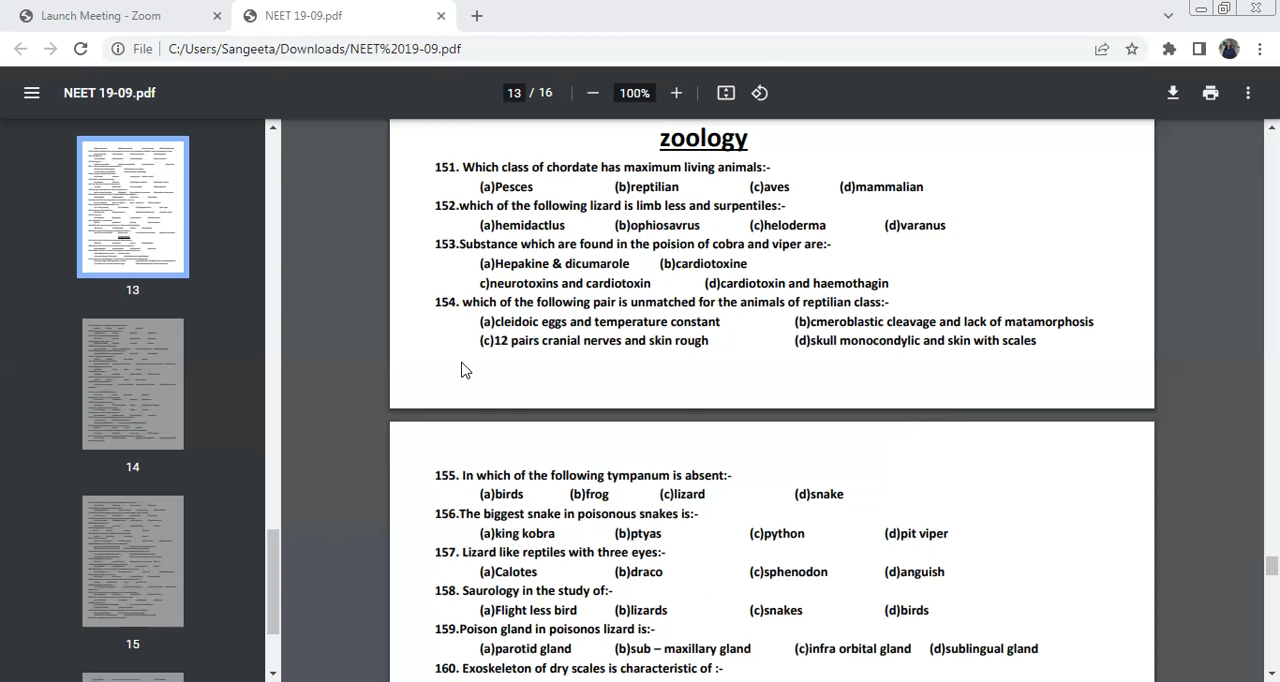 Launch Meeting - Zoom
NEET 19-09.pdf
File
C:/Users/Sangeeta/Downloads/NEET%2019-09.pdf
NEET 19-09.pdf
13 / 16
100%
13
14
15
zoology
151. Which class of chodate has maximum living animals:-
(a)Pesces (b)reptilian (c)aves (d)mammalian
152.which of the following lizard is limb less and surpentiles:-
(a)hemidactus (b)ophiosavrus (c)heloderma (d)varanus
153.Substance which are found in the poision of cobra and viper are:-
(a)Hepakine & dicumarole (b)cardiotoxine
c)neurotoxins and cardiotoxin (d)cardiotoxin and haemothagin
154. which of the following pair is unmatched for the animals of reptilian class:-
(a)cleidoic eggs and temperature constant (b)cmeroblastic cleavage and lack of matamorphosis
(c)12 pairs cranial nerves and skin rough (d)skull monocondylic and skin with scales
155. In which of the following tympanum is absent:-
(a)birds (b)frog (c)lizard (d)snake
156.The biggest snake in poisonous snakes is:-
(a)king kobra (b)ptyas (c)python (d)pit viper
157. Lizard like reptiles with three eyes:-
(a)Calotes (b)draco (c)sphenodon (d)anguish
158. Saurology in the study of:-
(a)Flight less bird (b)lizards (c)snakes (d)birds
159.Poison gland in poisonos lizard is:-
(a)parotid gland (b)sub – maxillary gland (c)infra orbital gland (d)sublingual gland
160. Exoskeleton of dry scales is characteristic of :-